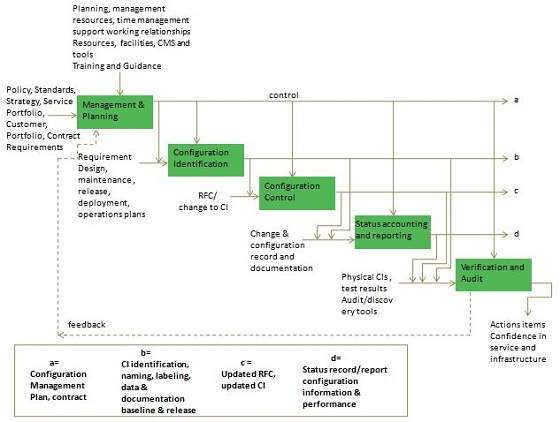 Planning, management
resources, time management
support working relationships
Resources, facilities, CMS and
tools
Training and Guidance
Policy, Standards,
Strategy, Service
Portfolio,
Customer,
Portfolio, Contract
Requirements
Management &
Planning
control
a
Requirement
Design,
maintenance,
release,
deployment,
operations plans
Configuration
Identification
b
RFC/
change to CI
Configuration
Control
c
Change &
configuration
record and
documentation
Status accounting
and reporting
d
Physical CIs,
test results
Audit/discov
ery tools
Verification and
Audit
feedback
Actions items
Confidence in
service and
infrastructure
a=
Configuration
Management
Plan, contract
b=
CI identification,
naming, labeling,
data &
documentation
baseline & release
c =
Updated RFC,
updated CI
d=
Status record/report
configuration
information &
performance